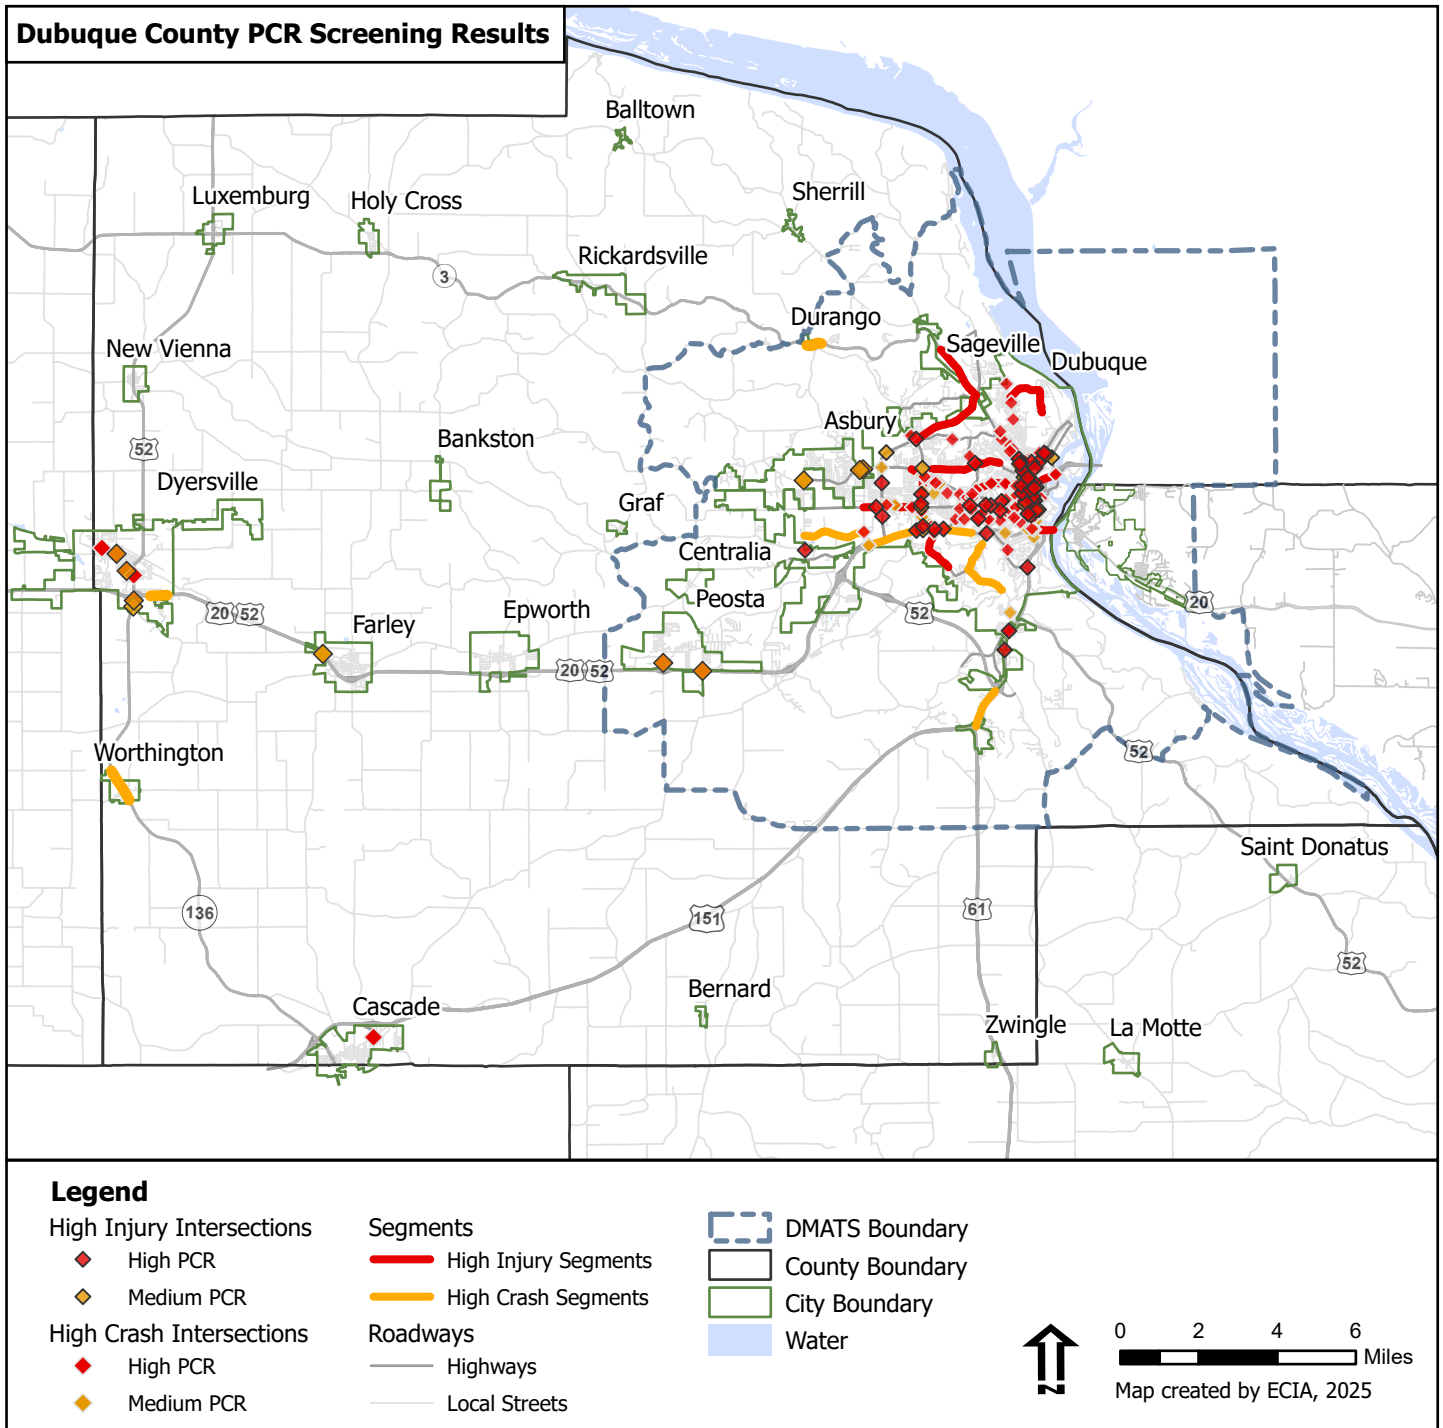 Dubuque County PCR Screening Results
Balltown
Sherrill
Luxemburg
Holy Cross
Rickardsville
3
Durango
Sageville
New Vienna
Dubuque
Asbury
52
Bankston
Dyersville
Graf
Centralia
Peosta
20
20 52
Epworth
52
Farley
20 52
52
Worthington
Saint Donatus
136
151
61
52
Bernard
Cascade
Zwingle
La Motte
Legend
High Injury Intersections
High PCR
Medium PCR
High Crash Intersections
High PCR
Medium PCR
Segments
High Injury Segments
High Crash Segments
Roadways
Highways
Local Streets
DMATS Boundary
County Boundary
City Boundary
Water
N
0 2 4 6
Miles
Map created by ECIA, 2025